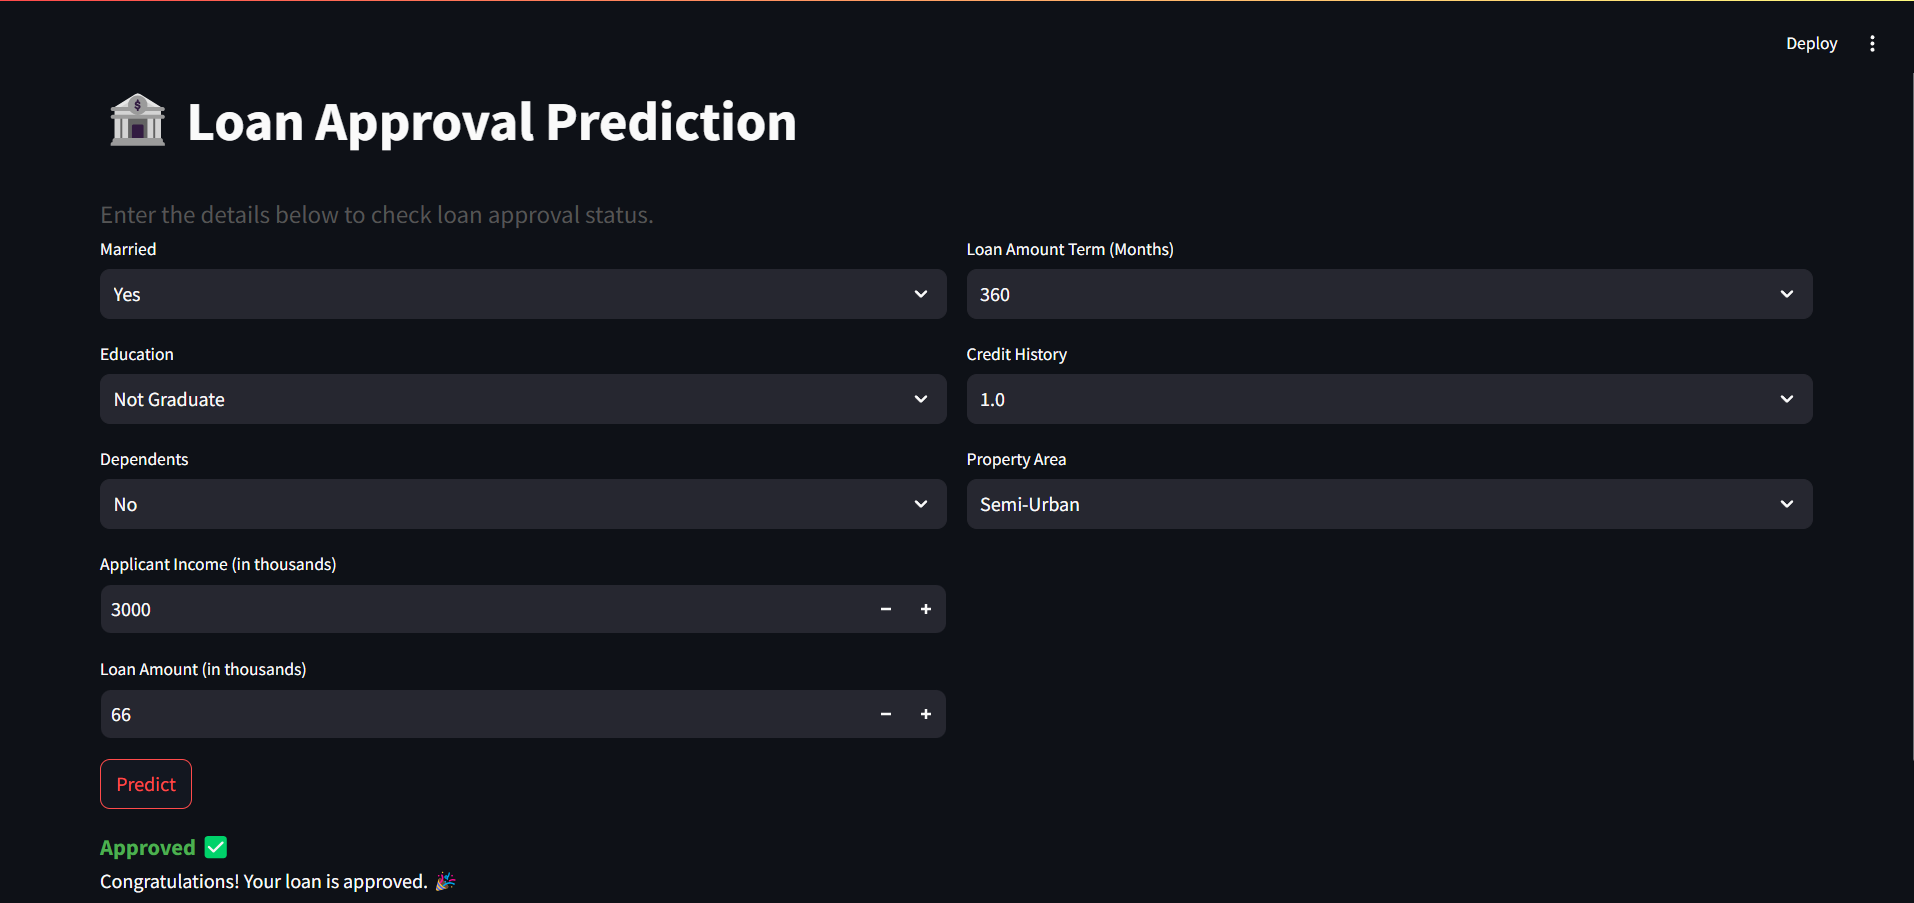 Deploy
Loan Approval Prediction
Enter the details below to check loan approval status.
Married
Yes
Education
Not Graduate
Dependents
No
Applicant Income (in thousands)
3000
Loan Amount (in thousands)
66
Loan Amount Term (Months)
360
Credit History
1.0
Property Area
Semi-Urban
Predict
Approved ✅
Congratulations! Your loan is approved. 🎉